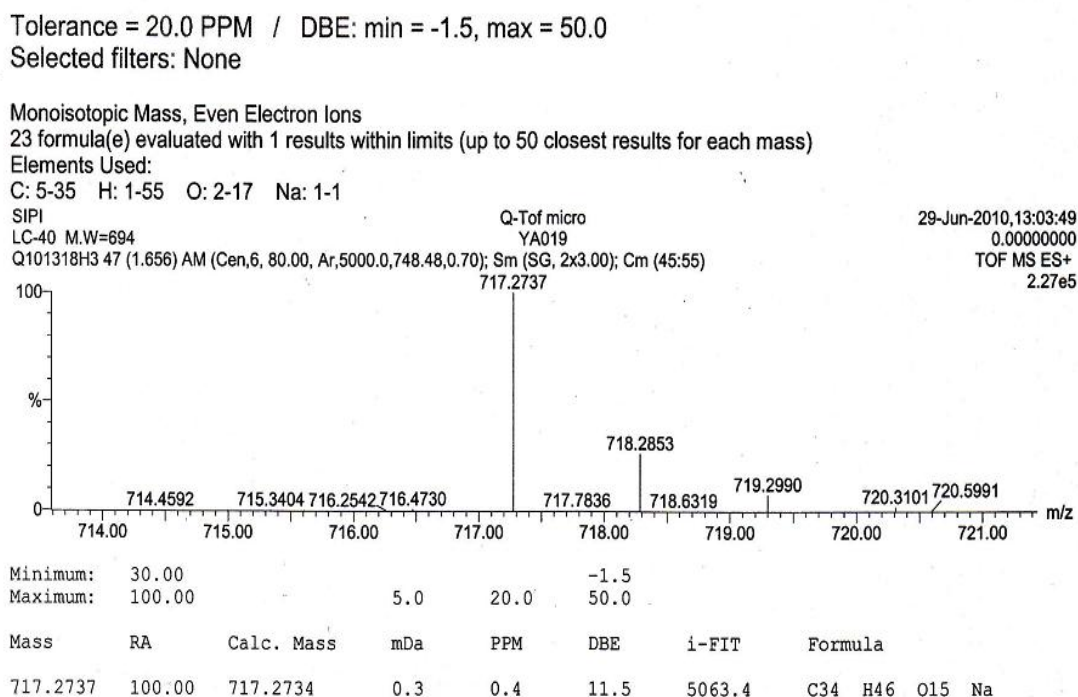 Tolerance = 20.0 PPM / DBE: min = -1.5, max = 50.0
Selected filters: None
Monoisotopic Mass, Even Electron Ions
23 formula(e) evaluated with 1 results within limits (up to 50 closest results for each mass)
Elements Used:
C: 5-35 H: 1-55 O: 2-17 Na: 1-1
SIPI Q-Tof micro 29-Jun-2010,13:03:49
LC-40 M.W=694 YA019 0.00000000
Q101318H3 47 (1.656) AM (Cen,6, 80.00, Ar,5000.0,748.48,0.70); Sm (SG, 2x3.00); Cm (45:55) TOF MS ES+
717.2737 2.27e5
100
%
718.2853
719.2990
714.4592 715.3404 716.2542 716.4730 717.7836 718.6319 720.3101 720.5991
0 m/z
714.00 715.00 716.00 717.00 718.00 719.00 720.00 721.00
Minimum: 30.00 -1.5
Maximum: 100.00 5.0 20.0 50.0
Mass RA Calc. Mass mDa PPM DBE i-FIT Formula
717.2737 100.00 717.2734 0.3 0.4 11.5 5063.4 C34 H46 O15 Na